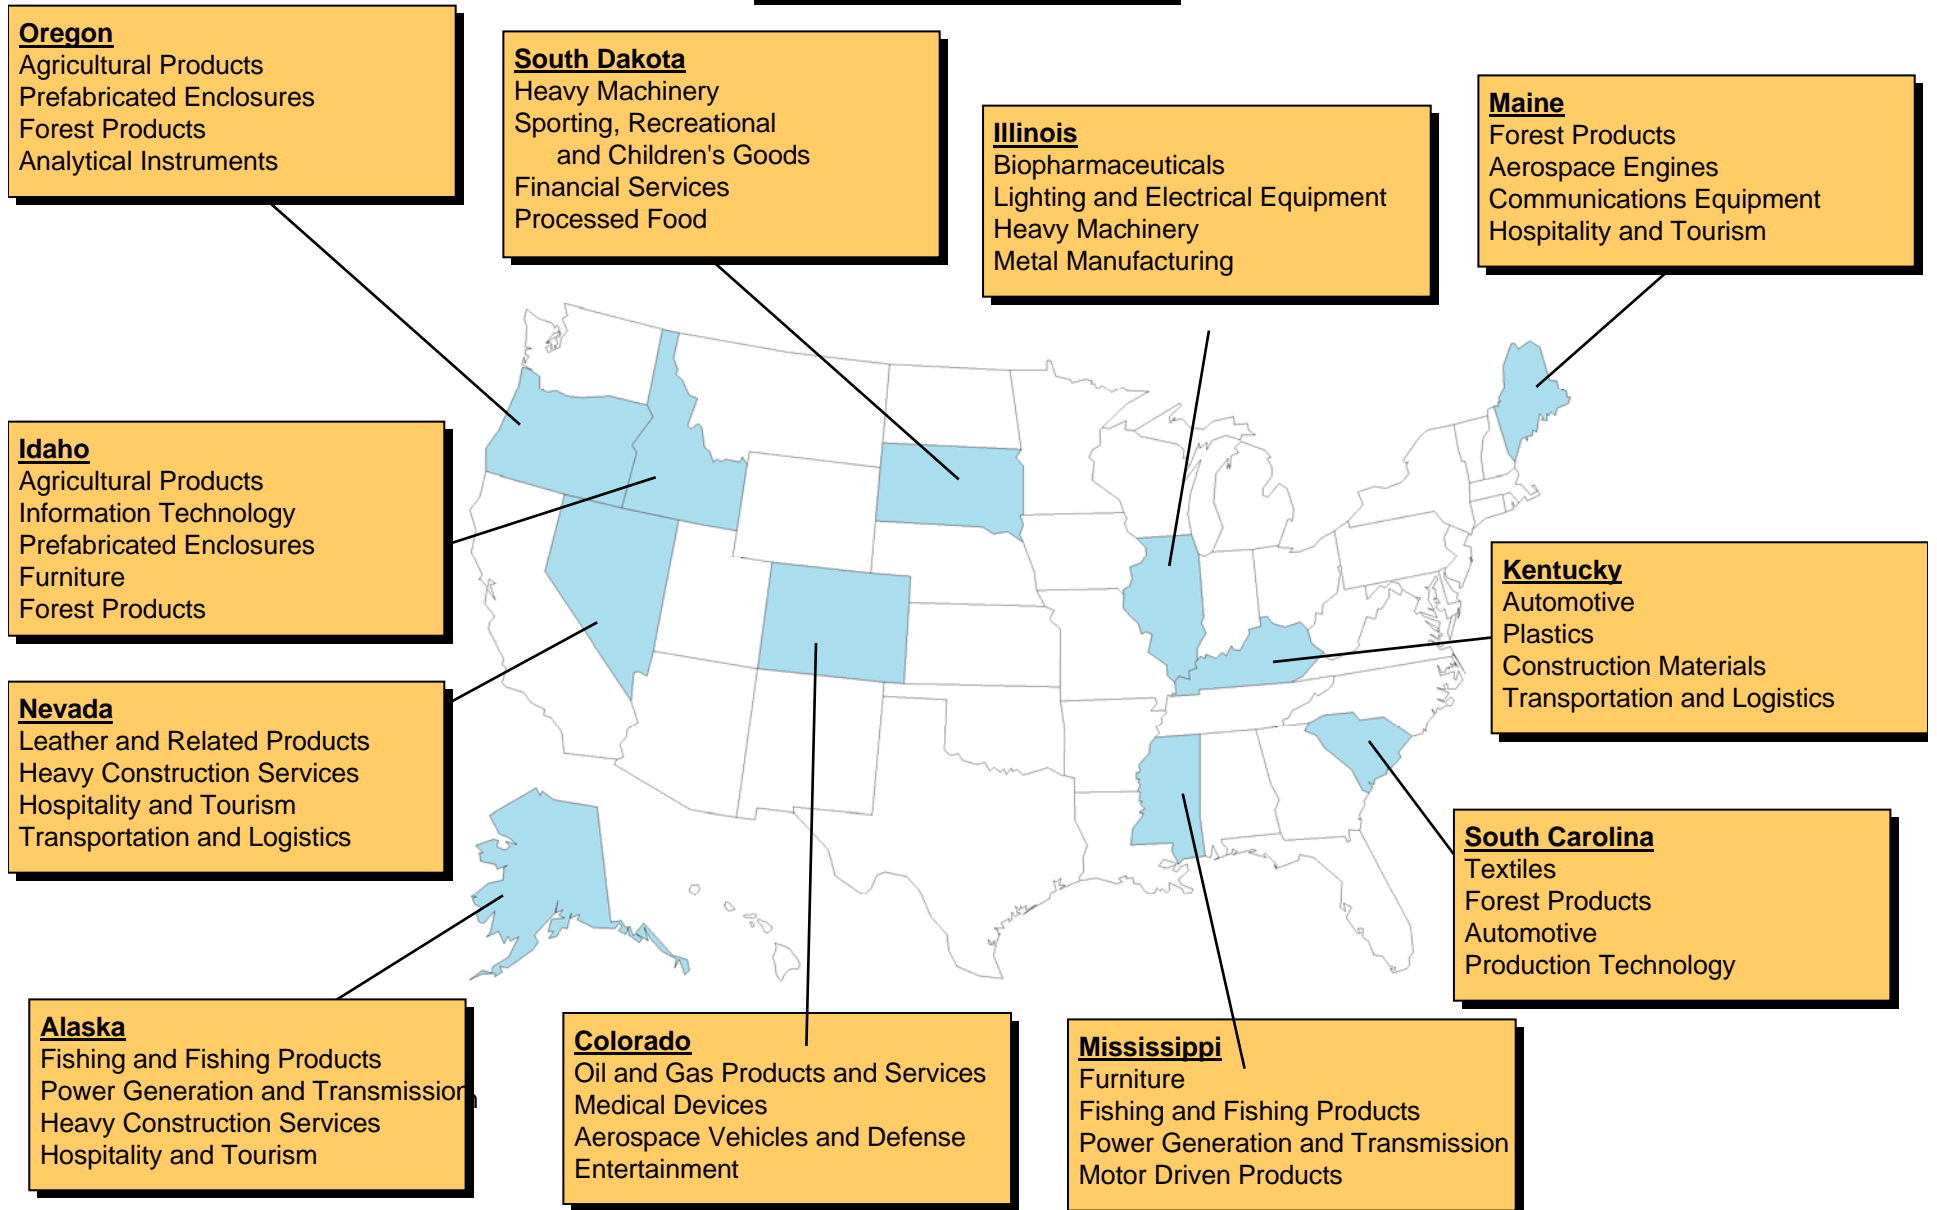 Oregon
Agricultural Products
Prefabricated Enclosures
Forest Products
Analytical Instruments
South Dakota
Heavy Machinery
Sporting, Recreational
and Children's Goods
Financial Services
Processed Food
Illinois
Biopharmaceuticals
Lighting and Electrical Equipment
Heavy Machinery
Metal Manufacturing
Maine
Forest Products
Aerospace Engines
Communications Equipment
Hospitality and Tourism
Idaho
Agricultural Products
Information Technology
Prefabricated Enclosures
Furniture
Forest Products
Kentucky
Automotive
Plastics
Construction Materials
Transportation and Logistics
Nevada
Leather and Related Products
Heavy Construction Services
Hospitality and Tourism
Transportation and Logistics
South Carolina
Textiles
Forest Products
Automotive
Production Technology
Alaska
Fishing and Fishing Products
Power Generation and Transmission
Heavy Construction Services
Hospitality and Tourism
Colorado
Oil and Gas Products and Services
Medical Devices
Aerospace Vehicles and Defense
Entertainment
Mississippi
Furniture
Fishing and Fishing Products
Power Generation and Transmission
Motor Driven Products